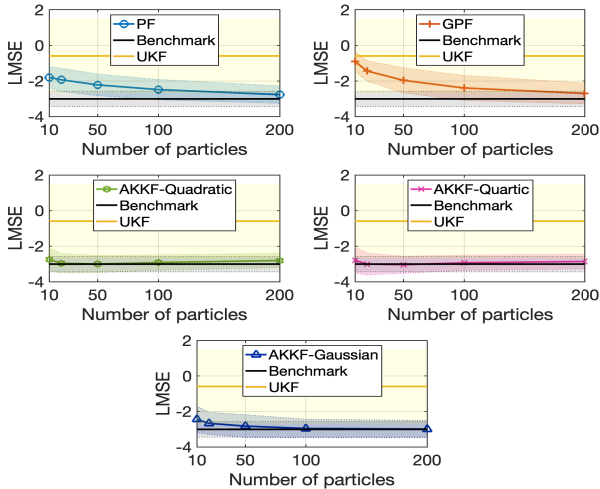 2
0
-2
-4
LMSE
PF
Benchmark
UKF
10 50 100 200
Number of particles
2
0
-2
-4
LMSE
GPF
Benchmark
UKF
10 50 100 200
Number of particles
2
0
-2
-4
LMSE
AKKF-Quadratic
Benchmark
UKF
10 50 100 200
Number of particles
2
0
-2
-4
LMSE
AKKF-Quartic
Benchmark
UKF
10 50 100 200
Number of particles
2
0
-2
-4
LMSE
AKKF-Gaussian
Benchmark
UKF
10 50 100 200
Number of particles